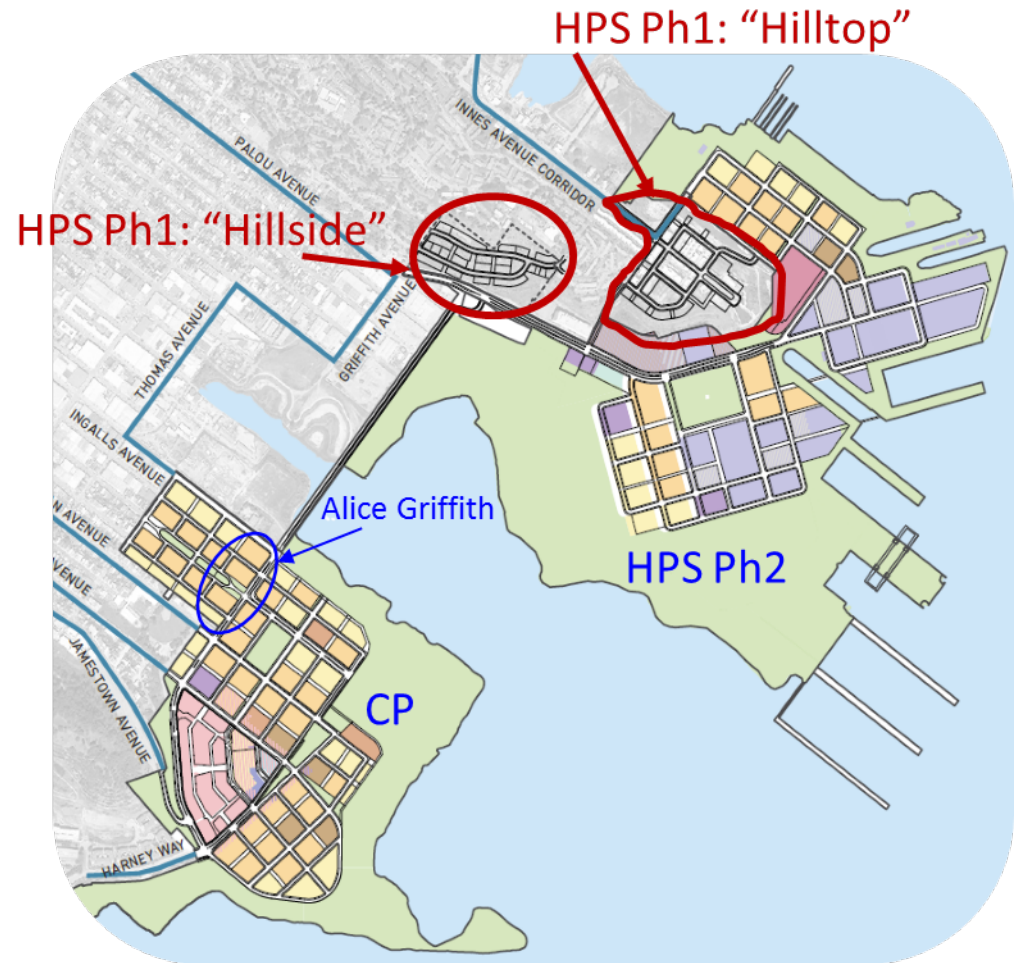 HPS Ph1: “Hilltop”
INNES AVENUE CORRIDOR
PALOU AVENUE
HPS Ph1: “Hillside”
GRIFFITH AVENUE
THOMAS AVENUE
INGALLS AVENUE
Alice Griffith
N AVENUE
VENUE
HPS Ph2
JAMESTOWN AVENUE
CP
HARNEY WAY